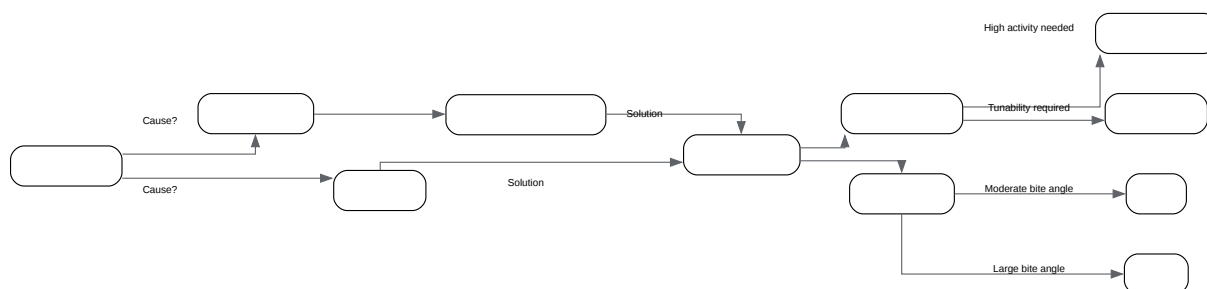 High activity needed
Solution
Tunability required
Cause?
Cause?
Solution
Moderate bite angle
Large bite angle